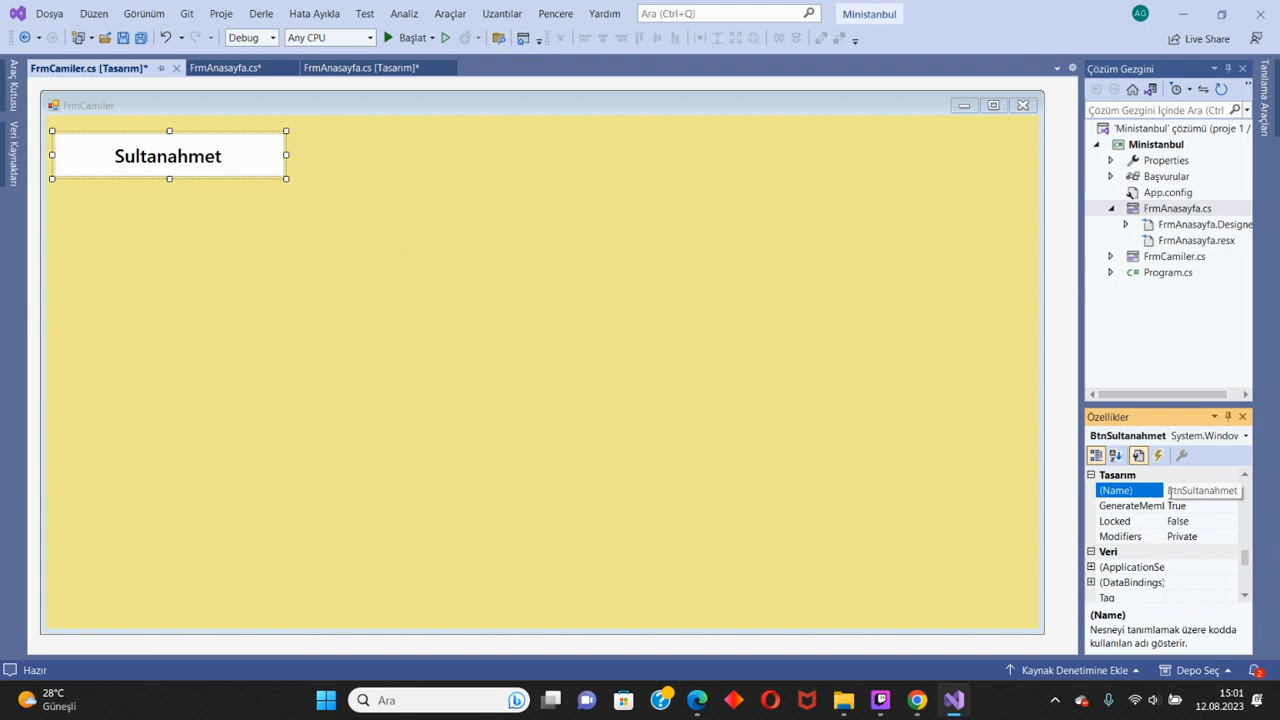 Dosya Düzen Görünüm Git Proje Derle Hata Ayıkla Test Analiz Araçlar Uzantılar Pencere Yardım Ara (Ctrl+Q) Ministanbul AG
Debug Any CPU Başlat Live Share
FrmCamiler.cs [Tasarım]* FrmAnasayfa.cs* FrmAnasayfa.cs [Tasarım]*
Araç Kutusu
Veri Kaynakları
FrmCamiler
Sultanahmet
Çözüm Gezgini
Çözüm Gezgini İçinde Ara (Ctrl
'Ministanbul' çözümü (proje 1 /
Ministanbul
Properties
Başvurular
App.config
FrmAnasayfa.cs
FrmAnasayfa.Designe
FrmAnasayfa.resx
FrmCamiler.cs
C# Program.cs
Tanılama Araçları
Özellikler
BtnSultanahmet System.Window
Tasarım
(Name) BtnSultanahmet
GenerateMeml True
Locked False
Modifiers Private
Veri
(ApplicationSe
(DataBindings)
Tag
(Name)
Nesneyi tanımlamak üzere kodda
kullanılan adı gösterir.
Hazır Kaynak Denetimine Ekle Depo Seç 2
28°C
Güneşli
Ara
15:01
12.08.2023